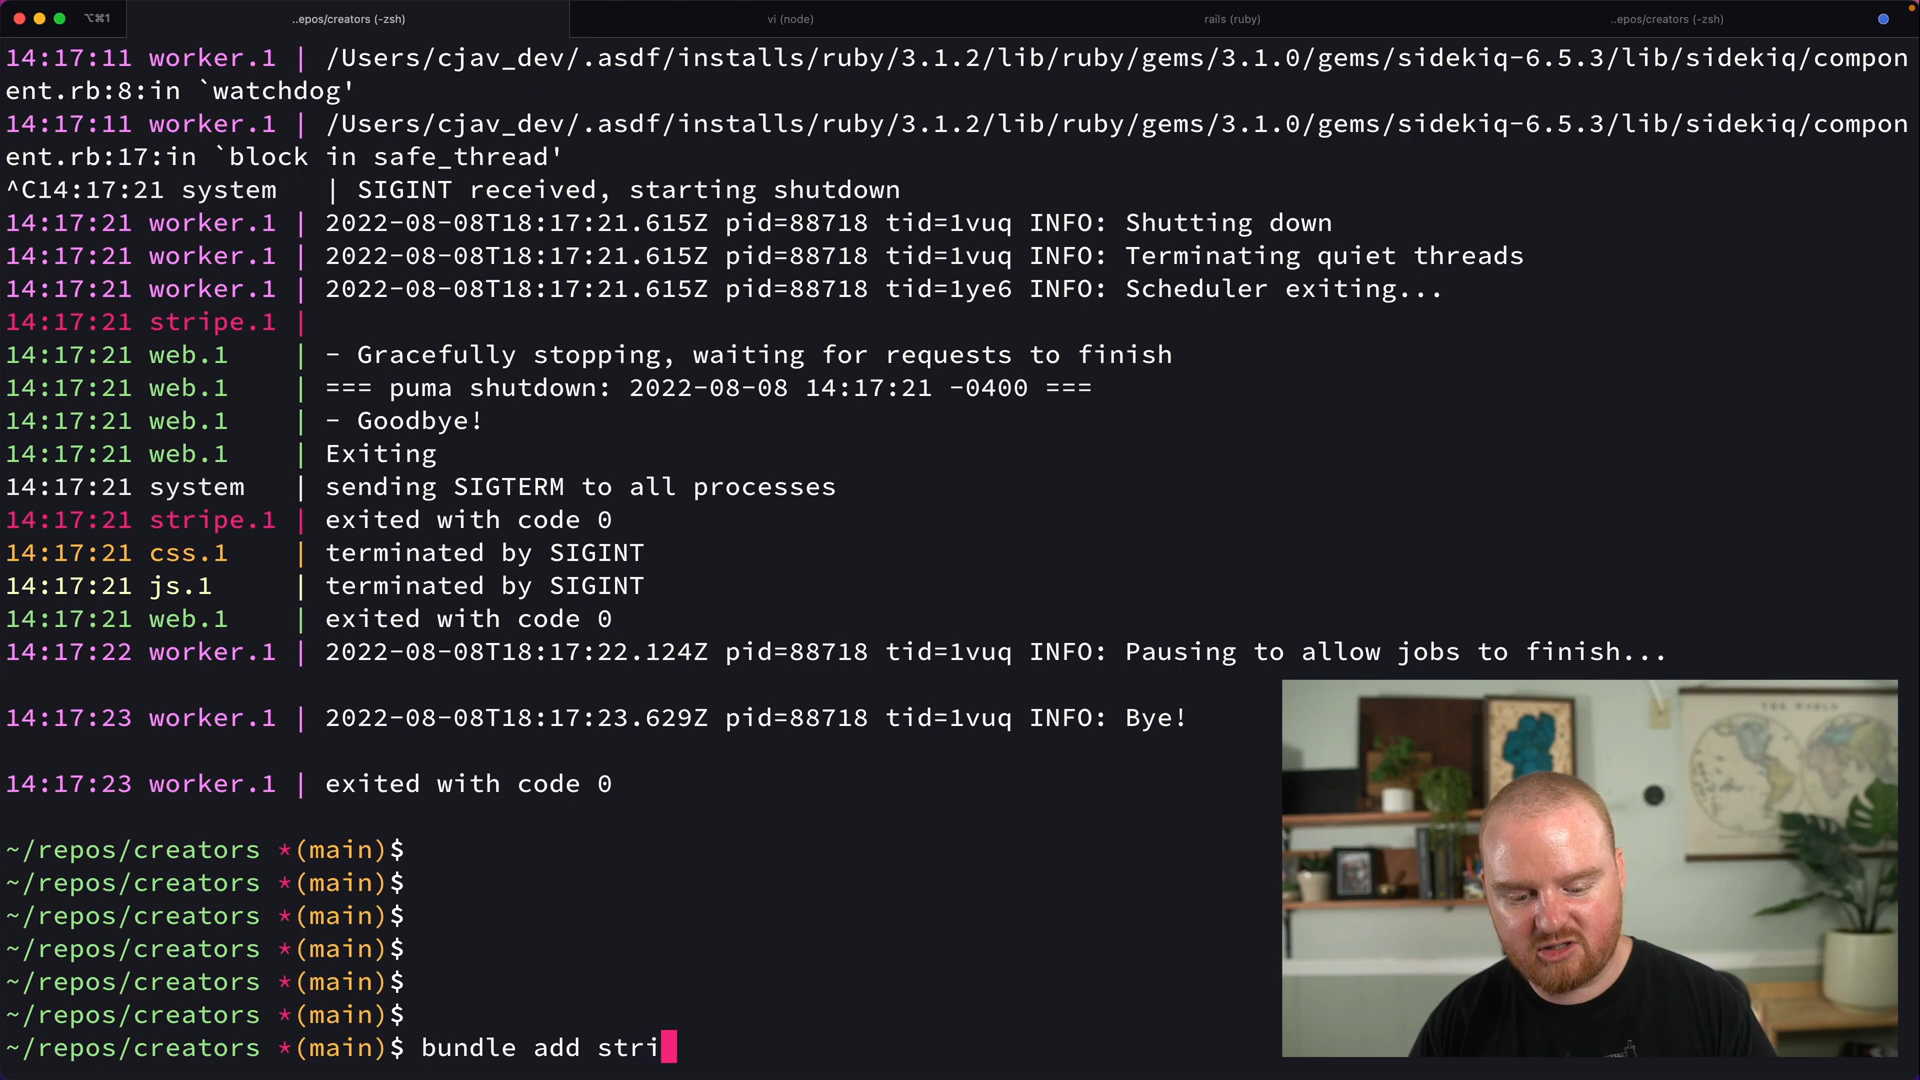 ⌥⌘1
..epos/creators (-zsh)
vi (node)
rails (ruby)
..epos/creators (-zsh)
14:17:11 worker.1 | /Users/cjav_dev/.asdf/installs/ruby/3.1.2/lib/ruby/gems/3.1.0/gems/sidekiq-6.5.3/lib/sidekiq/compon
ent.rb:8:in `watchdog'
14:17:11 worker.1 | /Users/cjav_dev/.asdf/installs/ruby/3.1.2/lib/ruby/gems/3.1.0/gems/sidekiq-6.5.3/lib/sidekiq/compon
ent.rb:17:in `block in safe_thread'
^C14:17:21 system   | SIGINT received, starting shutdown
14:17:21 worker.1 | 2022-08-08T18:17:21.615Z pid=88718 tid=1vuq INFO: Shutting down
14:17:21 worker.1 | 2022-08-08T18:17:21.615Z pid=88718 tid=1vuq INFO: Terminating quiet threads
14:17:21 worker.1 | 2022-08-08T18:17:21.615Z pid=88718 tid=1ye6 INFO: Scheduler exiting...
14:17:21 stripe.1 |
14:17:21 web.1    | - Gracefully stopping, waiting for requests to finish
14:17:21 web.1    | === puma shutdown: 2022-08-08 14:17:21 -0400 ===
14:17:21 web.1    | - Goodbye!
14:17:21 web.1    | Exiting
14:17:21 system   | sending SIGTERM to all processes
14:17:21 stripe.1 | exited with code 0
14:17:21 css.1    | terminated by SIGINT
14:17:21 js.1     | terminated by SIGINT
14:17:21 web.1    | exited with code 0
14:17:22 worker.1 | 2022-08-08T18:17:22.124Z pid=88718 tid=1vuq INFO: Pausing to allow jobs to finish...
14:17:23 worker.1 | 2022-08-08T18:17:23.629Z pid=88718 tid=1vuq INFO: Bye!
14:17:23 worker.1 | exited with code 0
~/repos/creators *(main)$
~/repos/creators *(main)$
~/repos/creators *(main)$
~/repos/creators *(main)$
~/repos/creators *(main)$
~/repos/creators *(main)$
~/repos/creators *(main)$ bundle add stri
THE WORLD